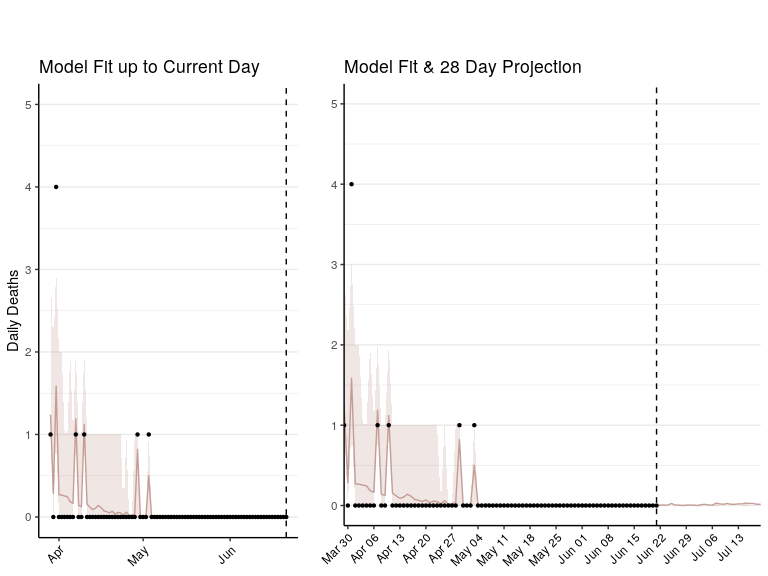 Model Fit up to Current Day
Model Fit & 28 Day Projection
Daily Deaths
5
4
3
2
1
0
Apr
May
Jun
5
4
3
2
1
0
Mar 30
Apr 06
Apr 13
Apr 20
Apr 27
May 04
May 11
May 18
May 25
Jun 01
Jun 08
Jun 15
Jun 22
Jun 29
Jul 06
Jul 13